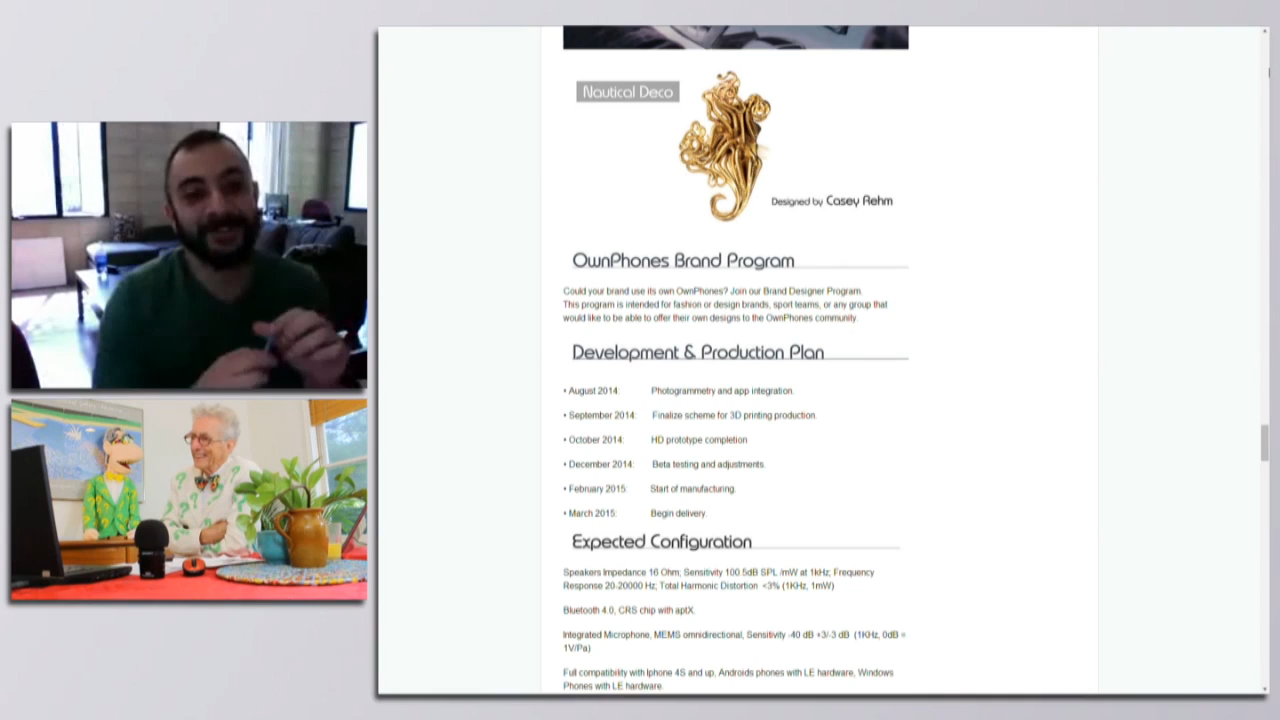 Nautical Deco
Designed by Casey Rehm
OwnPhones Brand Program
Could your brand use its own OwnPhones? Join our Brand Designer Program.
This program is intended for fashion or design brands, sport teams, or any group that
would like to be able to offer their own designs to the OwnPhones community.
Development & Production Plan
• August 2014: Photogrammetry and app integration.
• September 2014: Finalize scheme for 3D printing production.
• October 2014: HD prototype completion
• December 2014: Beta testing and adjustments.
• February 2015: Start of manufacturing.
• March 2015: Begin delivery.
Expected Configuration
Speakers Impedance 16 Ohm; Sensitivity 100.5dB SPL /mW at 1kHz; Frequency
Response 20-20000 Hz; Total Harmonic Distortion <3% (1KHz, 1mW)
Bluetooth 4.0, CRS chip with aptX.
Integrated Microphone, MEMS omnidirectional, Sensitivity -40 dB +3/-3 dB (1KHz, 0dB =
1V/Pa)
Full compatibility with Iphone 4S and up, Androids phones with LE hardware, Windows
Phones with LE hardware.